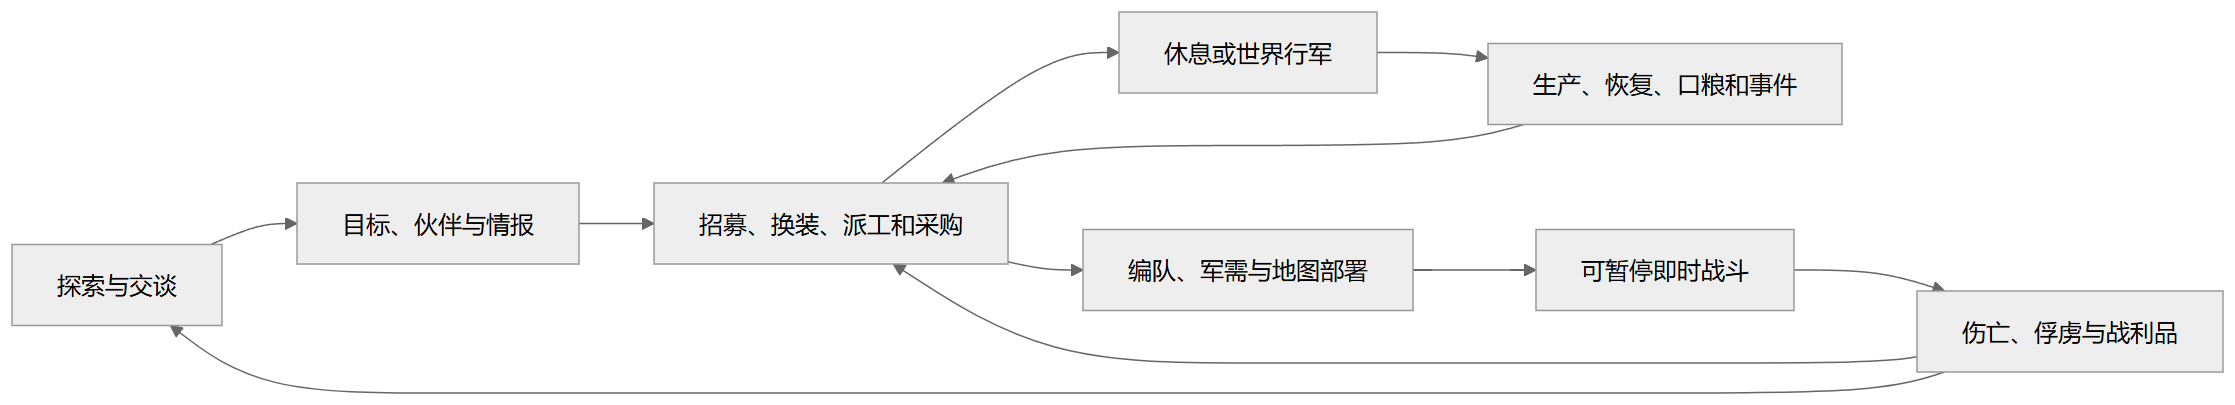 休息或世界行军
生产、恢复、口粮和事件
目标、伙伴与情报
招募、换装、派工和采购
探索与交谈
编队、军需与地图部署
可暂停即时战斗
伤亡、俘虏与战利品